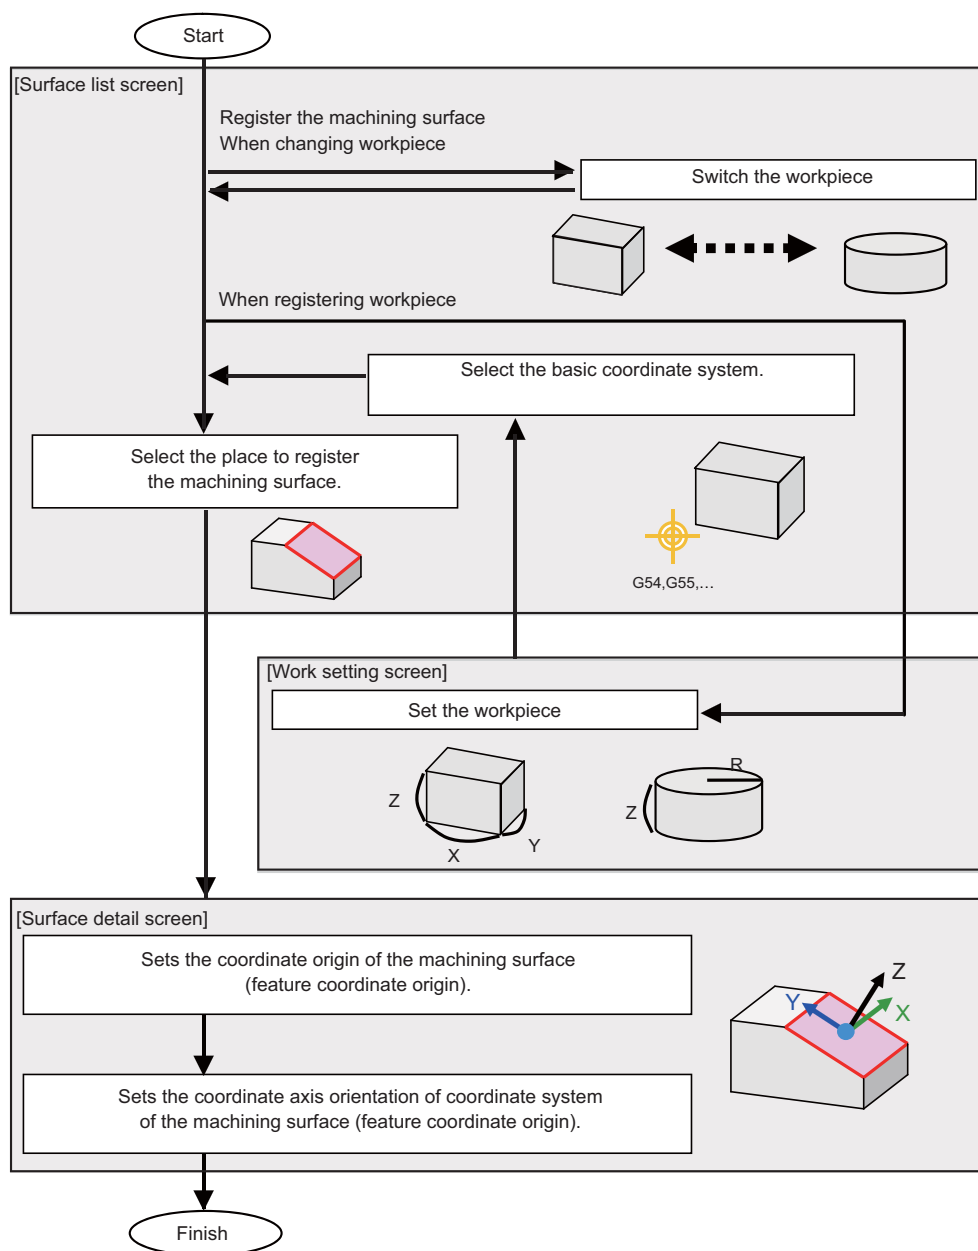 Start
[Surface list screen]
Register the machining surface
When changing workpiece
Switch the workpiece
When registering workpiece
Select the basic coordinate system.
Select the place to register
the machining surface.
G54,G55,...
[Work setting screen]
Set the workpiece
Z
X
Y
R
Z
[Surface detail screen]
Sets the coordinate origin of the machining surface
(feature coordinate origin).
Z
Y
X
Sets the coordinate axis orientation of coordinate system
of the machining surface (feature coordinate origin).
Finish